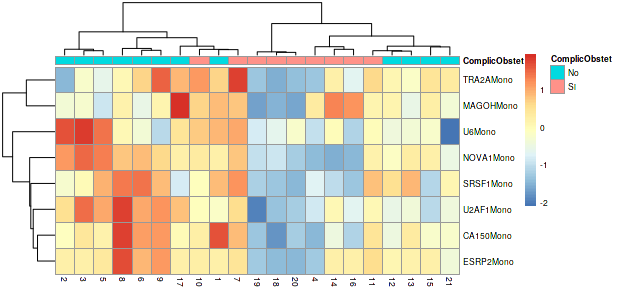 ComplicObstet
TRA2AMono
MAGOHMono
U6Mono
NOVA1Mono
SRSF1Mono
U2AF1Mono
CA150Mono
ESRP2Mono
2 3 5 8 6 9 17 10 1 7 19 18 20 4 14 16 11 12 13 15 21
1
0
-1
-2
ComplicObstet
No
SI